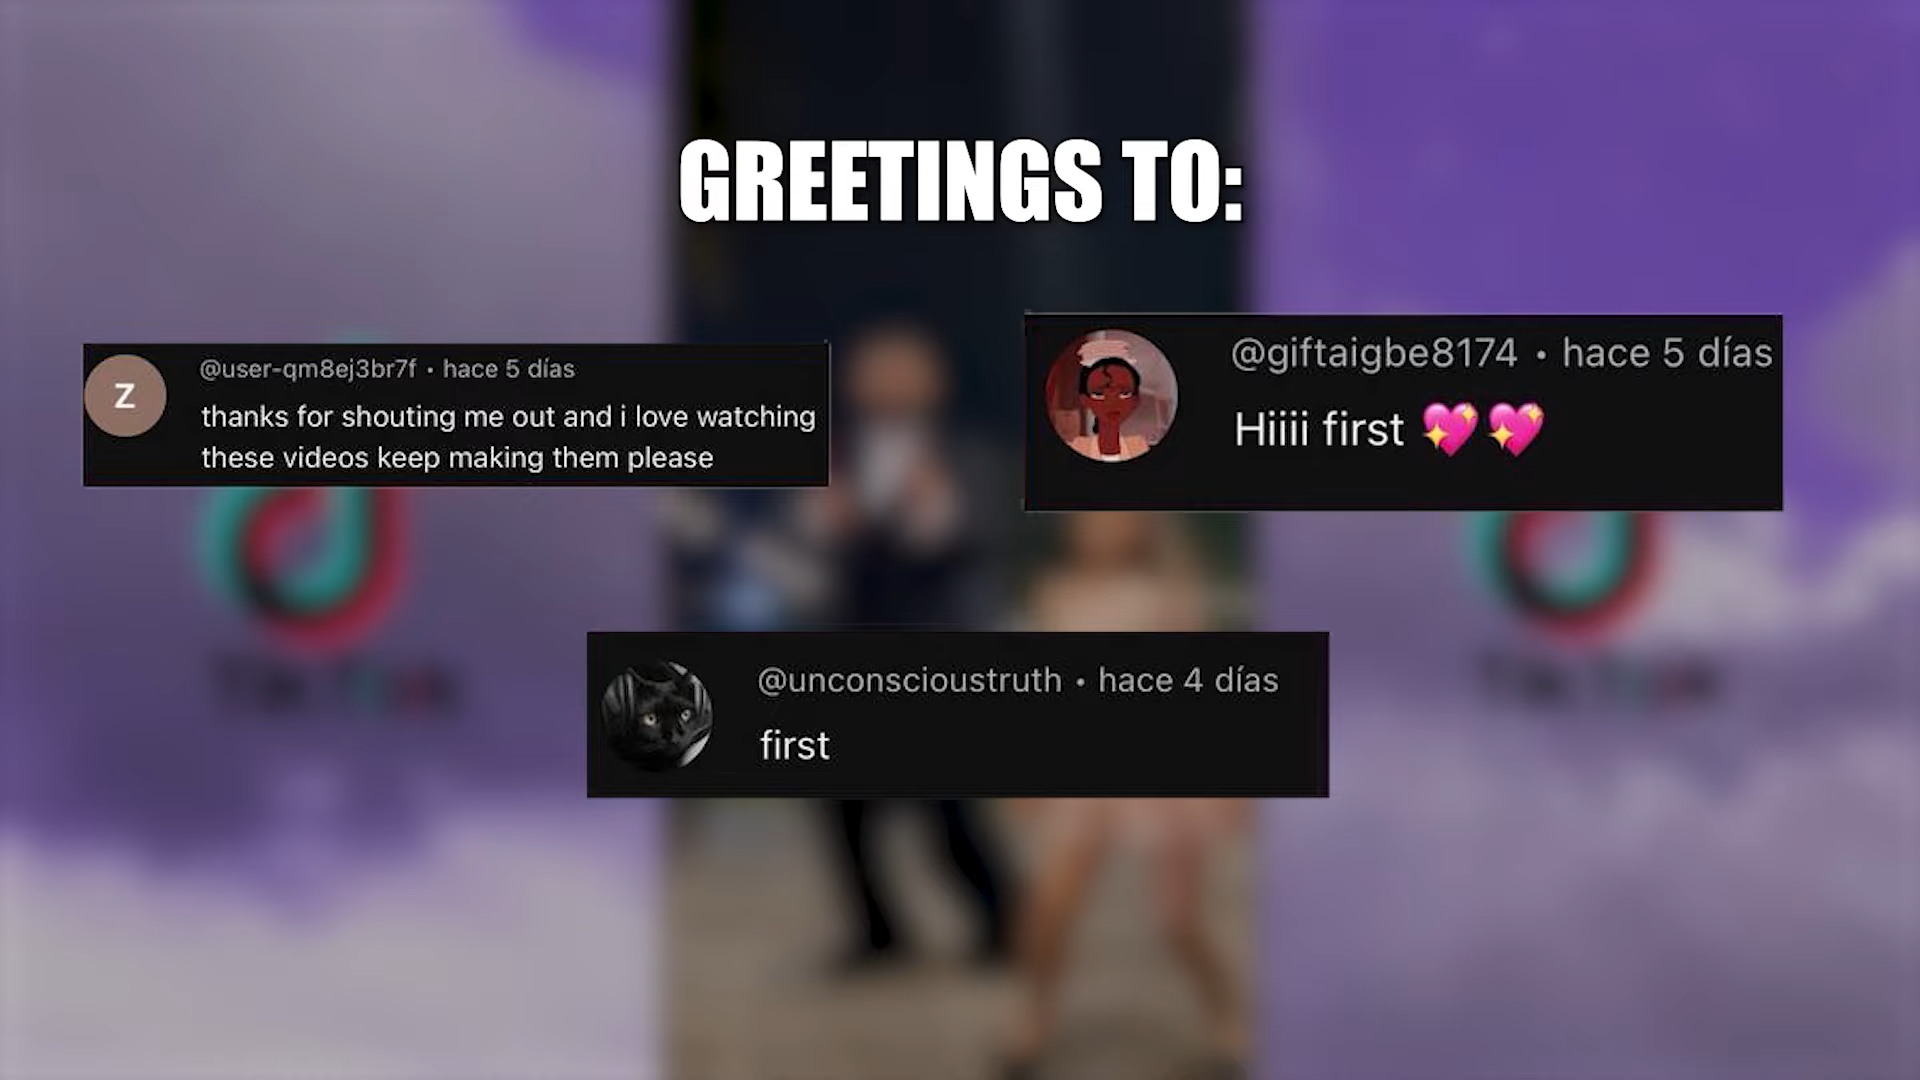 GREETINGS TO:
Z
@user-qm8ej3br7f · hace 5 días
thanks for shouting me out and i love watching
these videos keep making them please
@giftaigbe8174 · hace 5 días
Hiiii first 💖💖
@unconscioustruth · hace 4 días
first